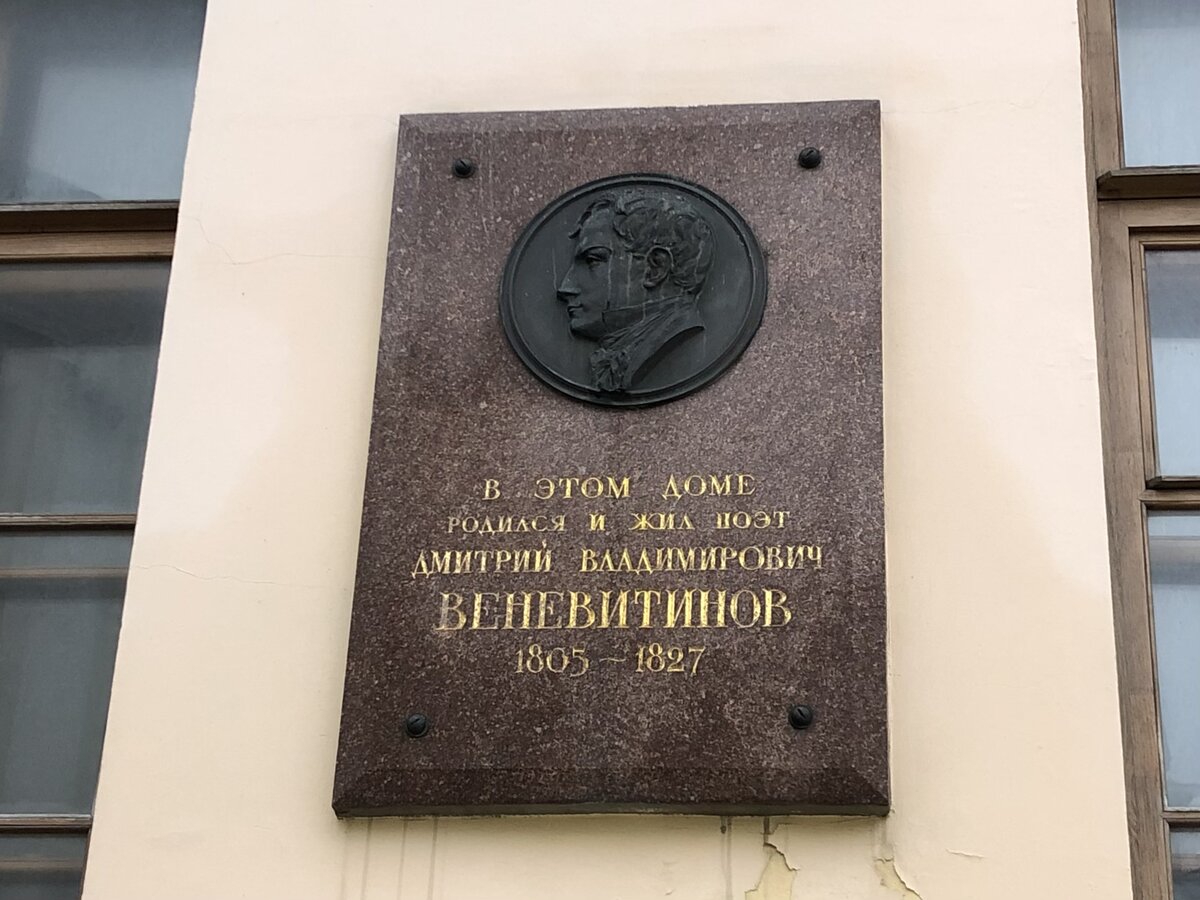 В ЭТОМ ДОМЕ
РОДИЛСЯ И ЖИЛ ПОЭТ
ДМИТРИЙ ВЛАДИМИРОВИЧ
ВЕНЕВИТИНОВ
1805–1827